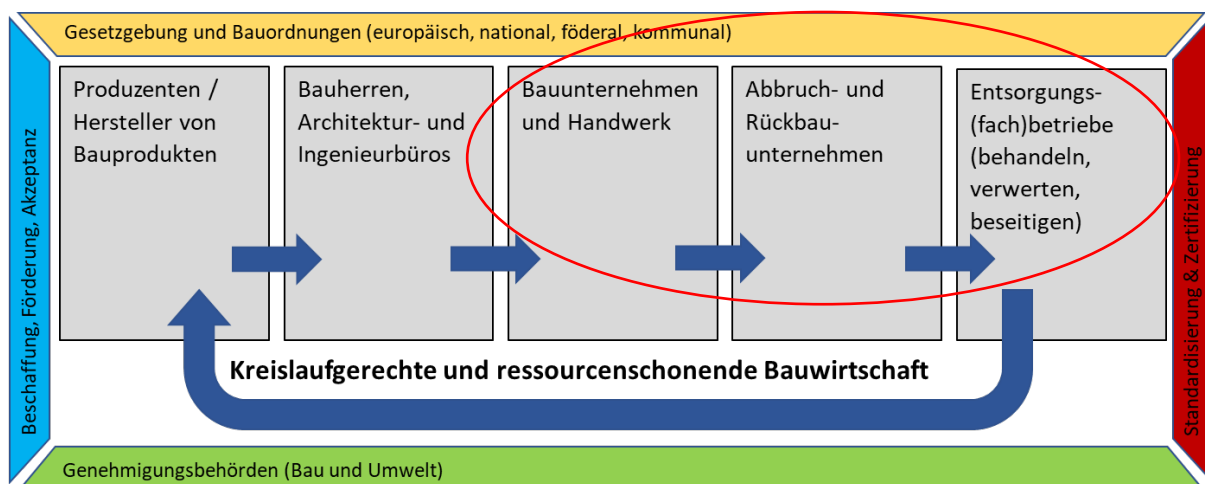 Gesetzgebung und Bauordnungen (europäisch, national, föderal, kommunal)
Beschaffung, Förderung, Akzeptanz
Produzenten /
Hersteller von
Bauprodukten
Bauherren,
Architektur- und
Ingenieurbüros
Bauunternehmen
und Handwerk
Abbruch- und
Rückbau-
unternehmen
Entsorgungs-
(fach)betriebe
(behandeln,
verwerten,
beseitigen)
Standardisierung & Zertifizierung
Kreislaufgerechte und ressourcenschonende Bauwirtschaft
Genehmigungsbehörden (Bau und Umwelt)